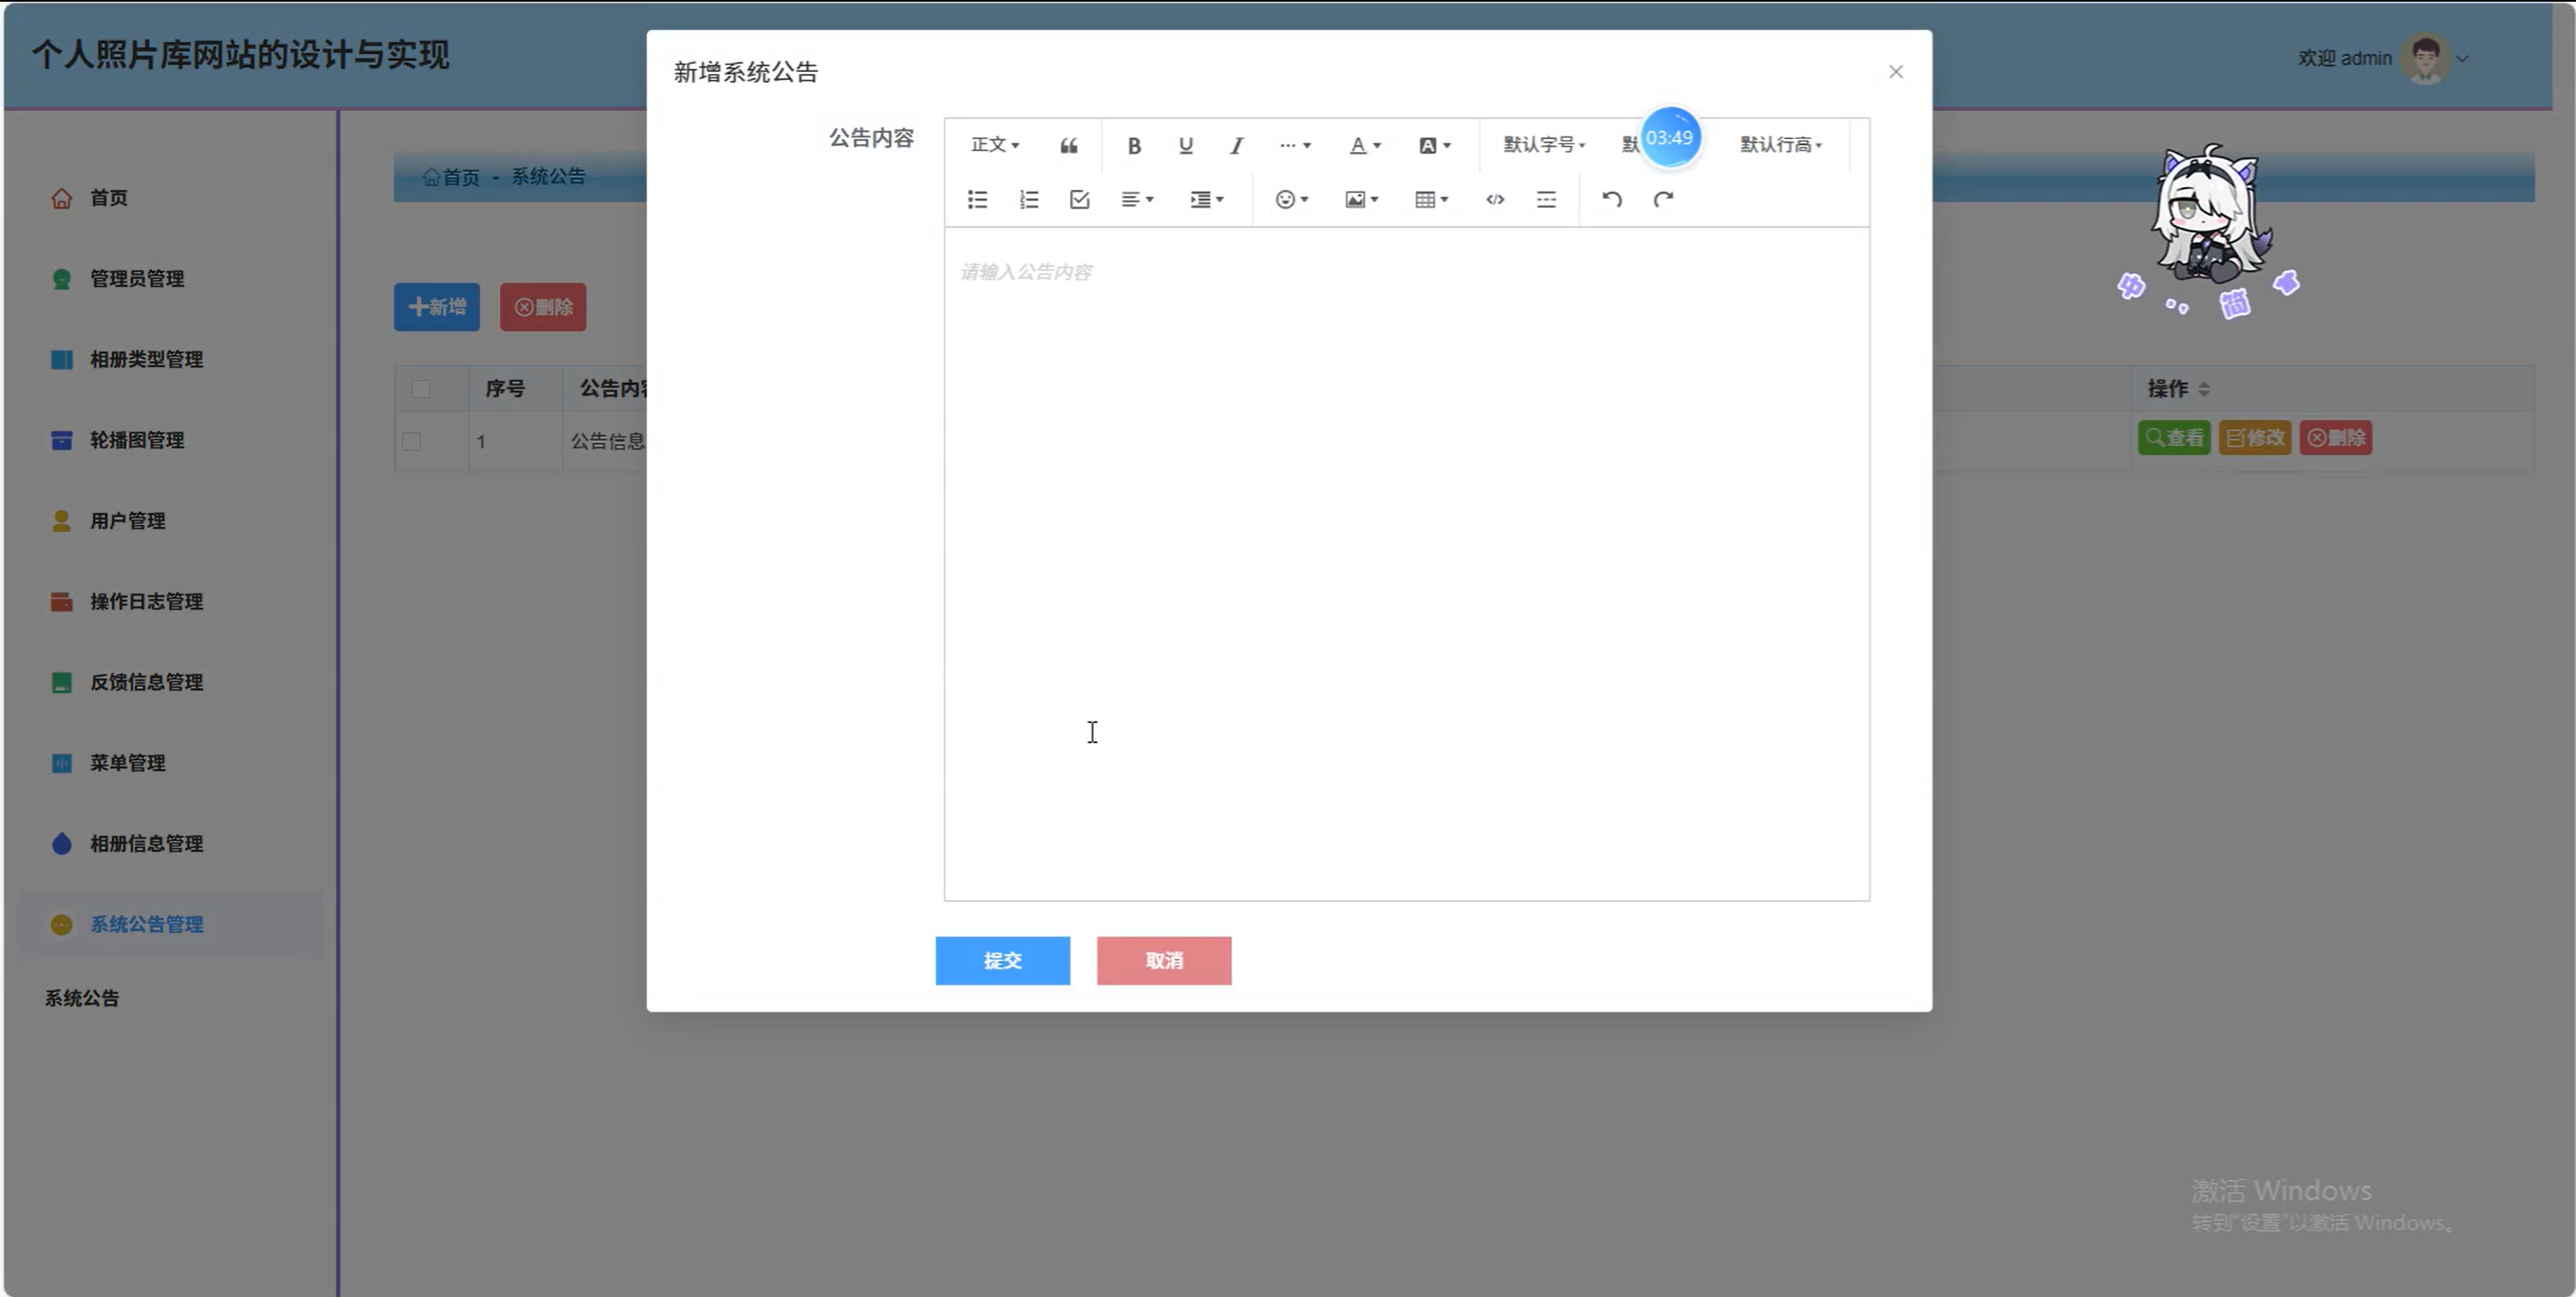 个人照片库网站的设计与实现
欢迎 admin
首页
管理员管理
相册类型管理
轮播图管理
用户管理
操作日志管理
反馈信息管理
菜单管理
相册信息管理
系统公告管理
系统公告
首页 - 系统公告
新增
删除
序号
公告内容
操作
1
公告信息
查看
修改
删除
新增系统公告
公告内容
正文
B U I
A A
默认字号
默
03:49
默认行高
请输入公告内容
提交
取消
中
简
激活 Windows
转到"设置"以激活 Windows。